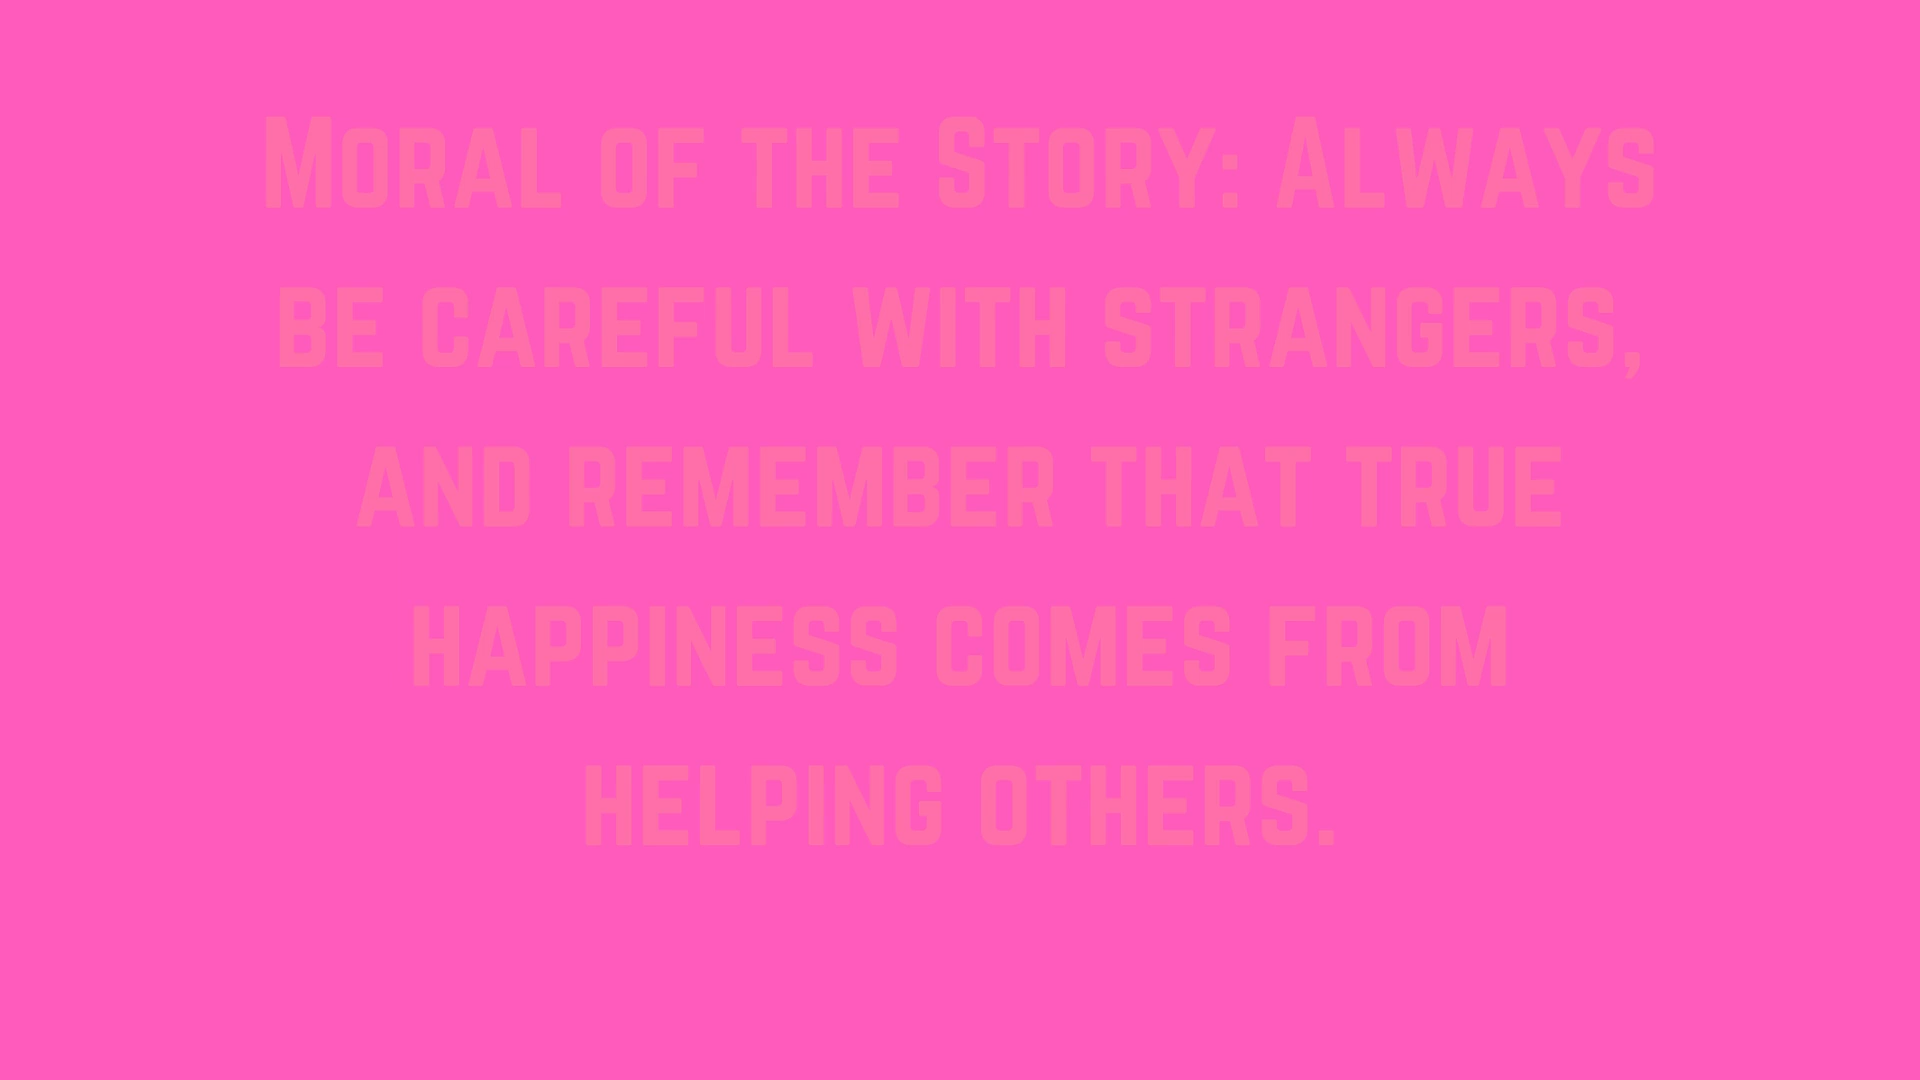 Moral of the Story: Always
be careful with strangers,
and remember that true
happiness comes from
helping others.